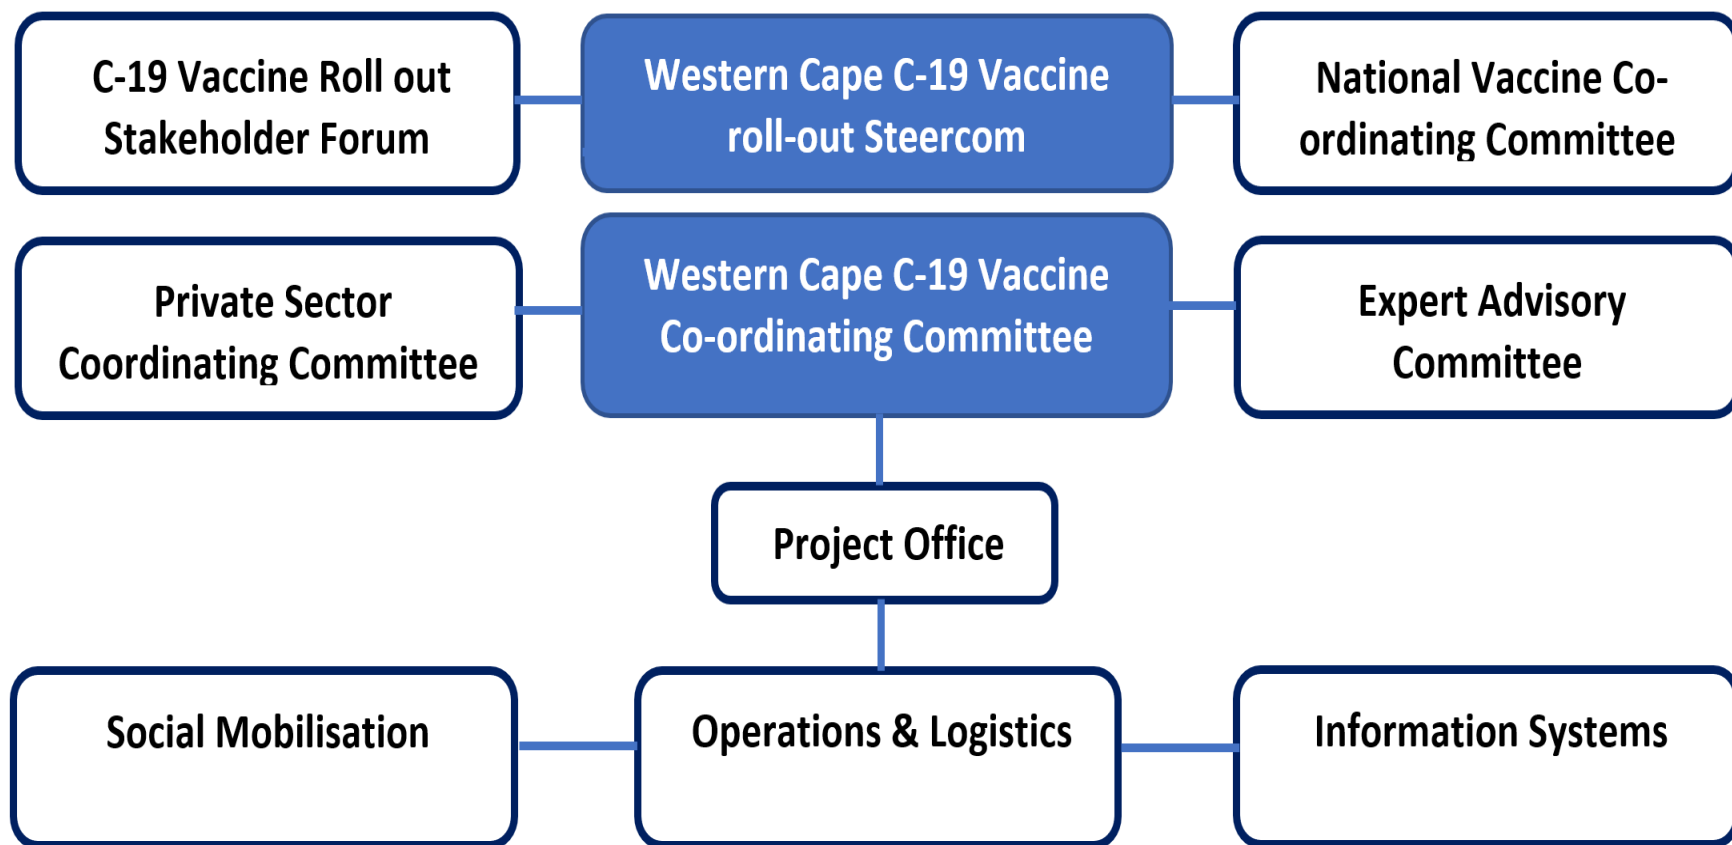 C-19 Vaccine Roll out
Stakeholder Forum
Western Cape C-19 Vaccine
roll-out Steercom
National Vaccine Co-
ordinating Committee
Private Sector
Coordinating Committee
Western Cape C-19 Vaccine
Co-ordinating Committee
Expert Advisory
Committee
Project Office
Social Mobilisation
Operations & Logistics
Information Systems